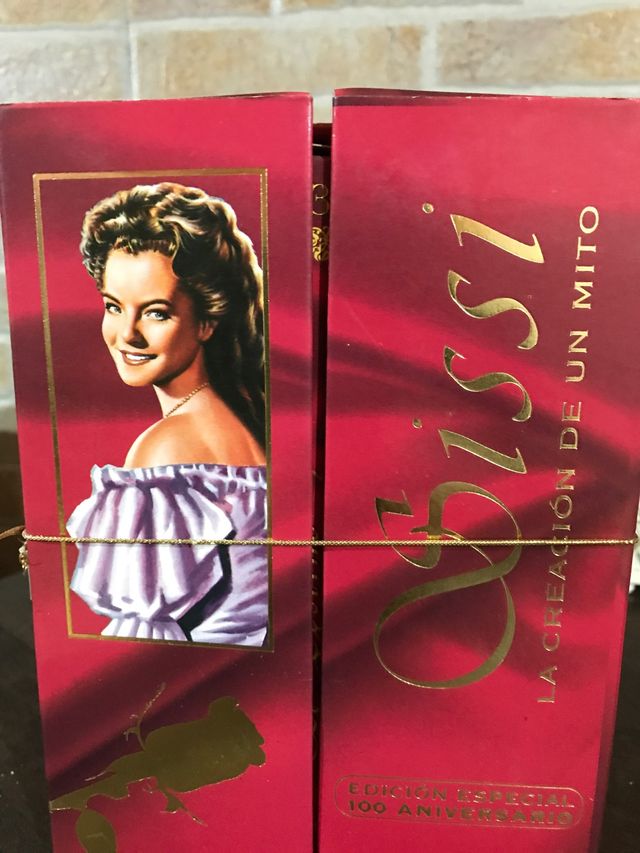 Sissi
LA CREACIÓN DE UN MITO
EDICIÓN ESPECIAL
100 ANIVERSARIO